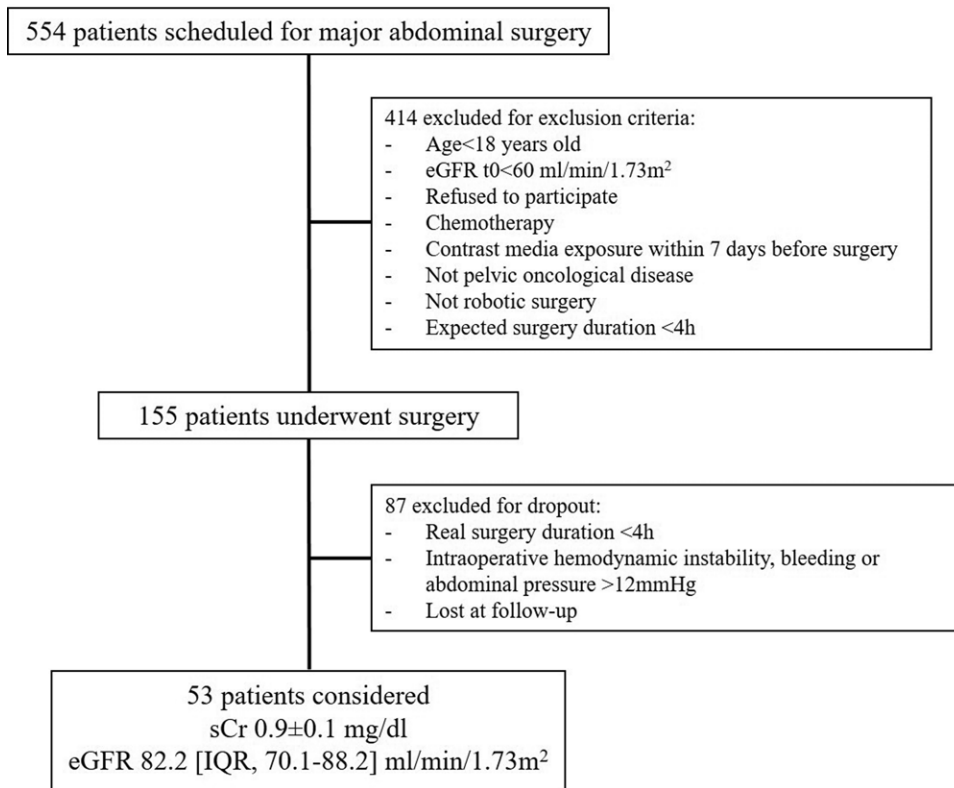 554 patients scheduled for major abdominal surgery
414 excluded for exclusion criteria:
- Age<18 years old
- eGFR t0<60 ml/min/1.73m²
- Refused to participate
- Chemotherapy
- Contrast media exposure within 7 days before surgery
- Not pelvic oncological disease
- Not robotic surgery
- Expected surgery duration <4h
155 patients underwent surgery
87 excluded for dropout:
- Real surgery duration <4h
- Intraoperative hemodynamic instability, bleeding or
abdominal pressure >12mmHg
- Lost at follow-up
53 patients considered
sCr 0.9±0.1 mg/dl
eGFR 82.2 [IQR, 70.1-88.2] ml/min/1.73m²